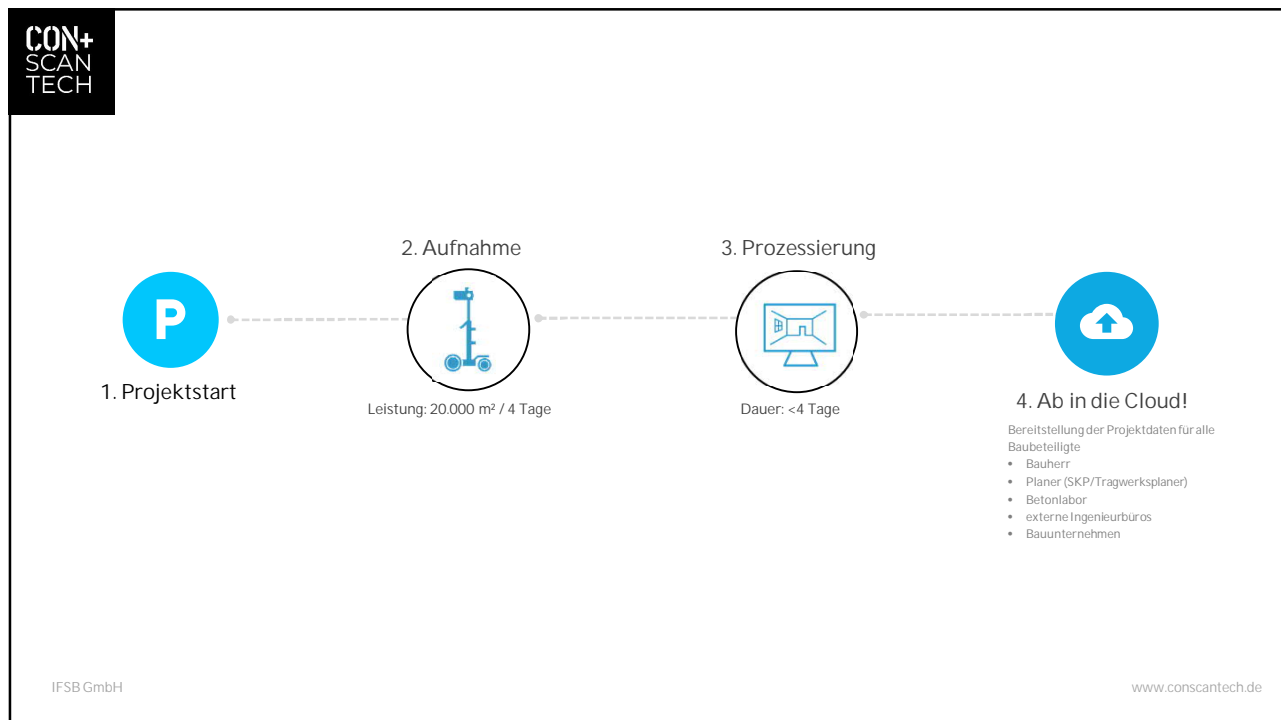 CON+
SCAN
TECH
P
1. Projektstart
2. Aufnahme
Leistung: 20.000 m² / 4 Tage
3. Prozessierung
Dauer: <4 Tage
4. Ab in die Cloud!
Bereitstellung der Projektdaten für alle
Baubeteiligte
• Bauherr
• Planer (SKP/Tragwerksplaner)
• Betonlabor
• externe Ingenieurbüros
• Bauunternehmen
IFSB GmbH
www.conscantech.de